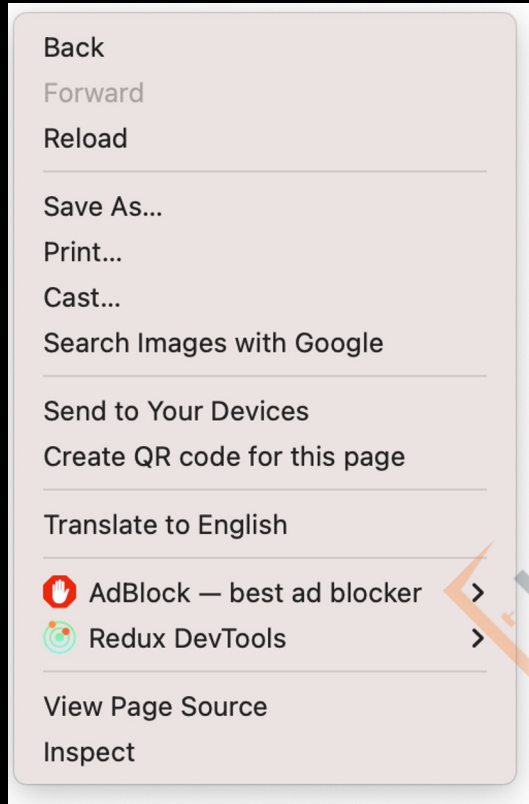 Back
Forward
Reload
Save As...
Print...
Cast...
Search Images with Google
Send to Your Devices
Create QR code for this page
Translate to English
AdBlock — best ad blocker
Redux DevTools
View Page Source
Inspect